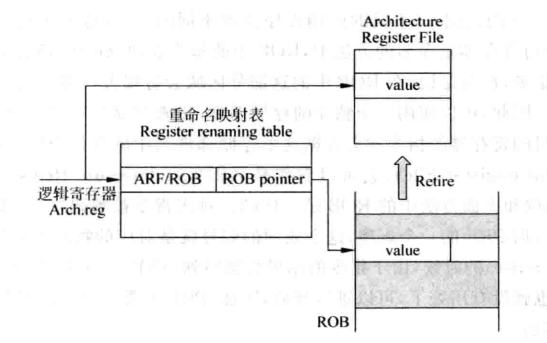 Architecture
Register File
value
重命名映射表
Register renaming table
ARF/ROB
ROB pointer
逻辑寄存器
Arch.reg
Retire
value
ROB